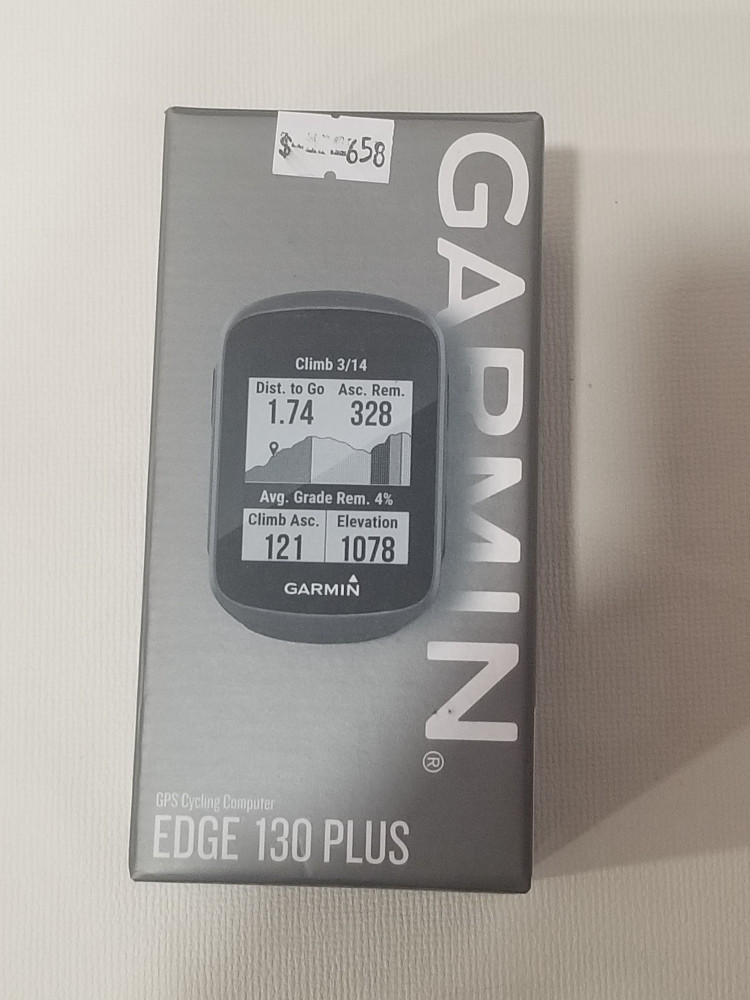 $ 658
GARMIN®
Climb 3/14
Dist. to Go Asc. Rem.
1.74 328
Avg. Grade Rem. 4%
Climb Asc. Elevation
121 1078
GARMIN
GPS Cycling Computer
EDGE 130 PLUS